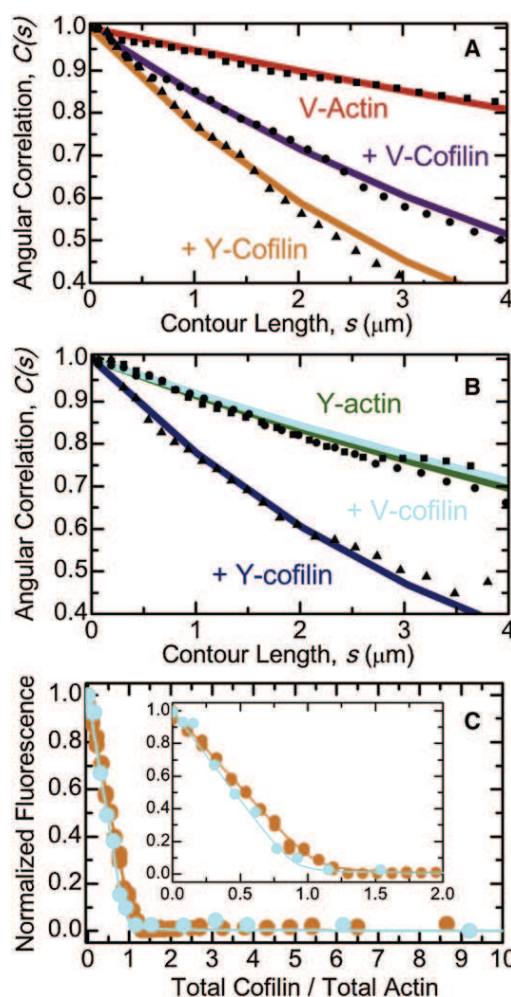 Angular Correlation, C(s)
1.0
0.9
0.8
0.7
0.6
0.5
0.4
A
V-Actin
+ V-Cofilin
+ Y-Cofilin
0 1 2 3 4
Contour Length, s (μm)
Angular Correlation, C(s)
1.0
0.9
0.8
0.7
0.6
0.5
0.4
B
Y-actin
+ V-cofilin
+ Y-cofilin
0 1 2 3 4
Contour Length, s (μm)
Normalized Fluorescence
1.0
0.8
0.6
0.4
0.2
0.0
C
1.0
0.8
0.6
0.4
0.2
0.0
0.0 0.5 1.0 1.5 2.0
0 1 2 3 4 5 6 7 8 9 10
Total Cofilin / Total Actin